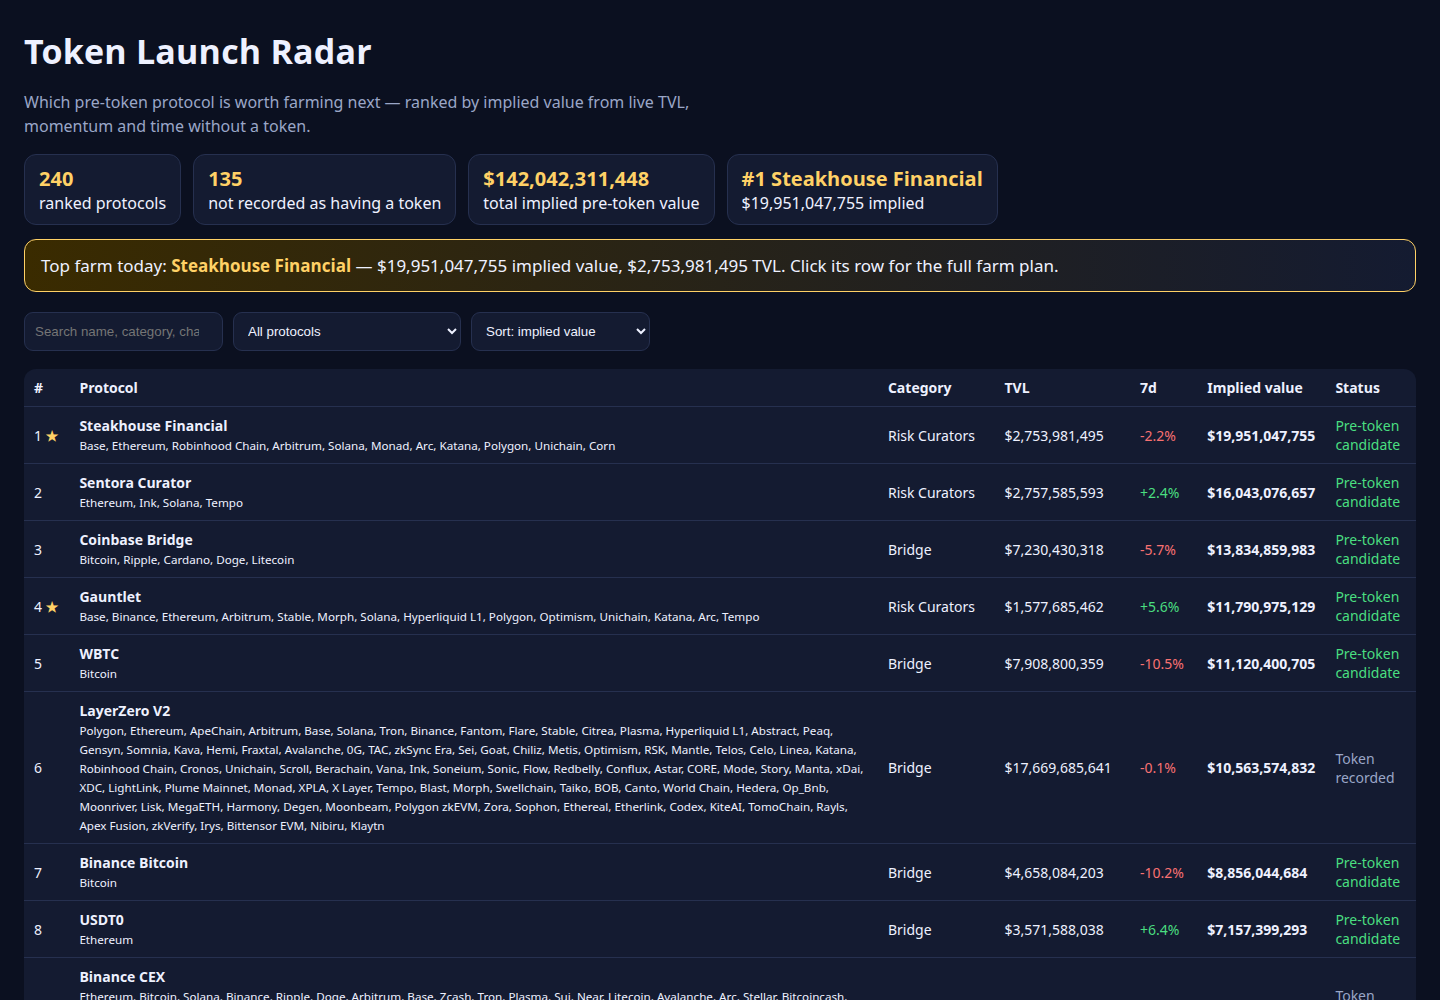 Token Launch Radar
Which pre-token protocol is worth farming next — ranked by implied value from live TVL,
momentum and time without a token.
240
ranked protocols
135
not recorded as having a token
$142,042,311,448
total implied pre-token value
#1 Steakhouse Financial
$19,951,047,755 implied
Top farm today: Steakhouse Financial — $19,951,047,755 implied value, $2,753,981,495 TVL. Click its row for the full farm plan.
Search name, category, cha
All protocols
Sort: implied value
# Protocol Category TVL 7d Implied value Status
1 ★ Steakhouse Financial
Base, Ethereum, Robinhood Chain, Arbitrum, Solana, Monad, Arc, Katana, Polygon, Unichain, Corn
Risk Curators $2,753,981,495 -2.2% $19,951,047,755 Pre-token
candidate
2 Sentora Curator
Ethereum, Ink, Solana, Tempo
Risk Curators $2,757,585,593 +2.4% $16,043,076,657 Pre-token
candidate
3 Coinbase Bridge
Bitcoin, Ripple, Cardano, Doge, Litecoin
Bridge $7,230,430,318 -5.7% $13,834,859,983 Pre-token
candidate
4 ★ Gauntlet
Base, Binance, Ethereum, Arbitrum, Stable, Morph, Solana, Hyperliquid L1, Polygon, Optimism, Unichain, Katana, Arc, Tempo
Risk Curators $1,577,685,462 +5.6% $11,790,975,129 Pre-token
candidate
5 WBTC
Bitcoin
Bridge $7,908,800,359 -10.5% $11,120,400,705 Pre-token
candidate
6 LayerZero V2
Polygon, Ethereum, ApeChain, Arbitrum, Base, Solana, Tron, Binance, Fantom, Flare, Stable, Citrea, Plasma, Hyperliquid L1, Abstract, Peaq,
Gensyn, Somnia, Kava, Hemi, Fraxtal, Avalanche, 0G, TAC, zkSync Era, Sei, Goat, Chiliz, Metis, Optimism, RSK, Mantle, Telos, Celo, Linea, Katana,
Robinhood Chain, Cronos, Unichain, Scroll, Berachain, Vana, Ink, Soneium, Sonic, Flow, Redbelly, Conflux, Astar, CORE, Mode, Story, Manta, xDai,
XDC, LightLink, Plume Mainnet, Monad, XPLA, X Layer, Tempo, Blast, Morph, Swellchain, Taiko, BOB, Canto, World Chain, Hedera, Op_Bnb,
Moonriver, Lisk, MegaETH, Harmony, Degen, Moonbeam, Polygon zkEVM, Zora, Sophon, Ethereal, Etherlink, Codex, KiteAI, TomoChain, Rayls,
Apex Fusion, zkVerify, Irys, Bittensor EVM, Nibiru, Klaytn
Bridge $17,669,685,641 -0.1% $10,563,574,832 Token
recorded
7 Binance Bitcoin
Bitcoin
Bridge $4,658,084,203 -10.2% $8,856,044,684 Pre-token
candidate
8 USDT0
Ethereum
Bridge $3,571,588,038 +6.4% $7,157,399,293 Pre-token
candidate
Binance CEX
Ethereum, Bitcoin, Solana, Binance, Ripple, Doge, Arbitrum, Base, Zcash, Tron, Plasma, Sui, Near, Litecoin, Avalanche, Arc, Stellar, Bitcoincash,
Token